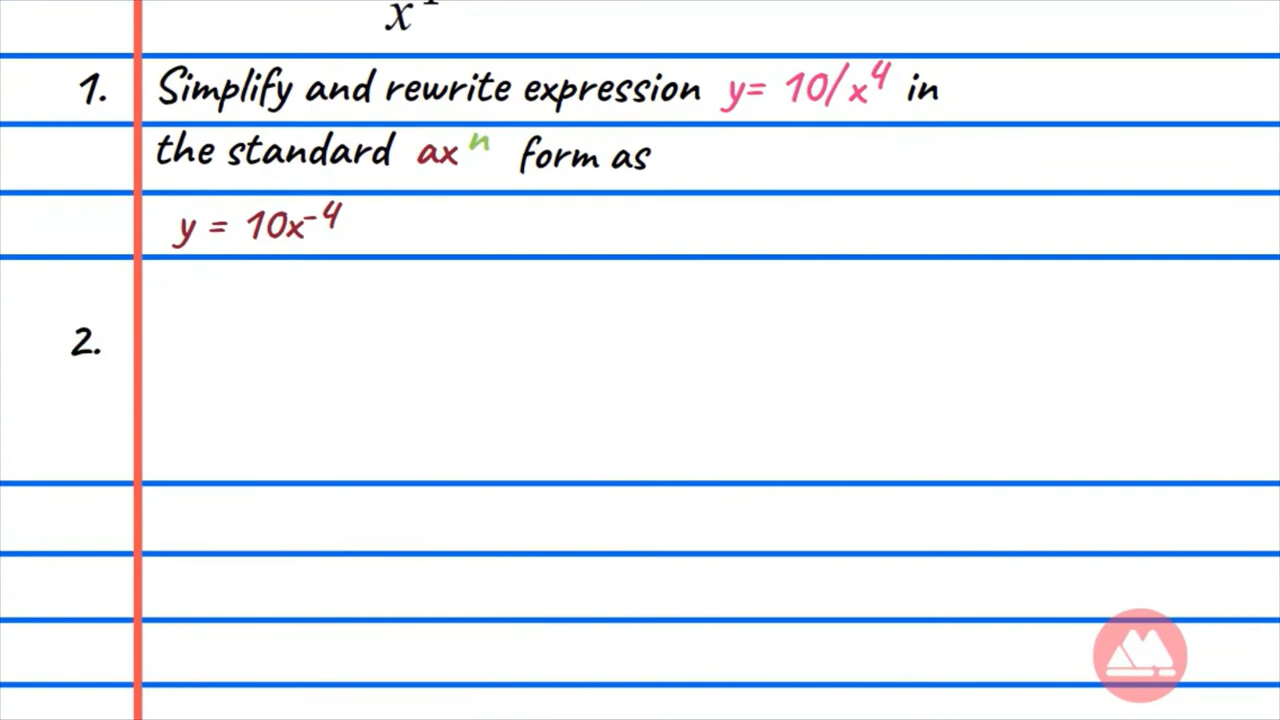 1. Simplify and rewrite expression y= 10/x⁴ in
the standard axⁿ form as
y = 10x⁻⁴
2.